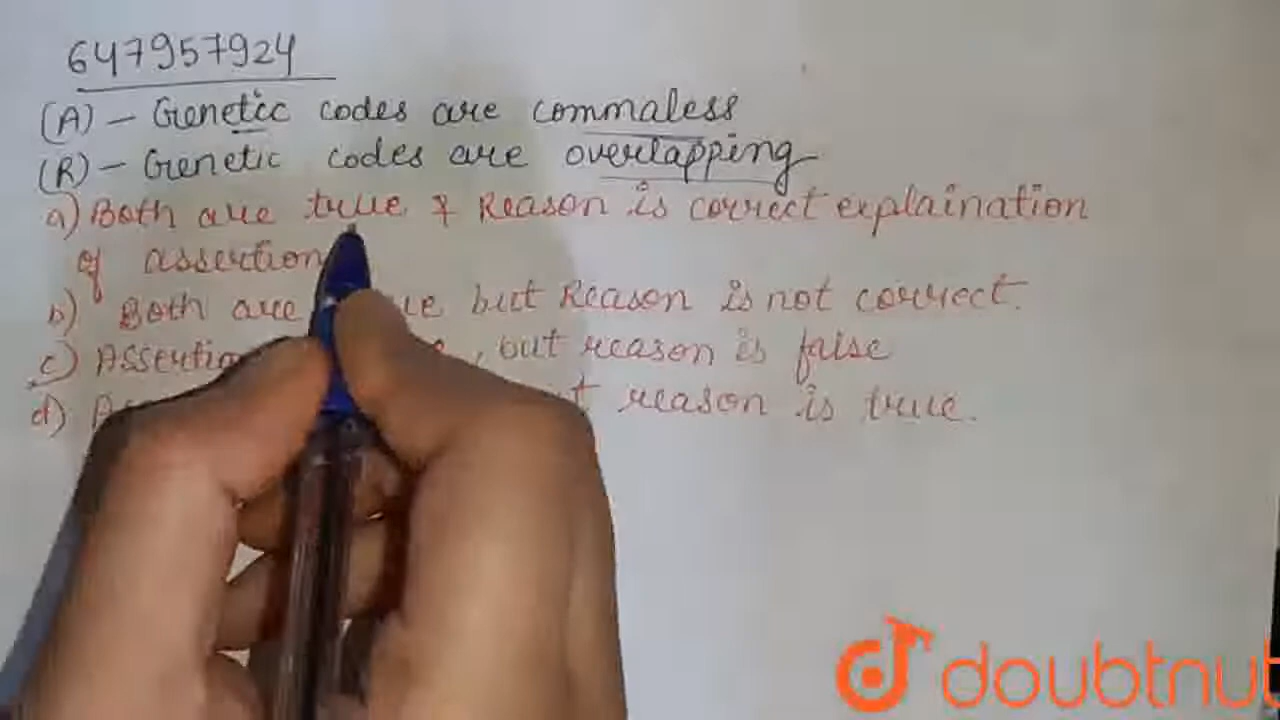 647957924
(A) - Genetic codes are commaless
(R) - Genetic codes are overlapping
a) Both are true & Reason is correct explaination
of assertion
b) Both are but Reason is not correct.
c) , but reason is false
d) reason is true.
doubtnut